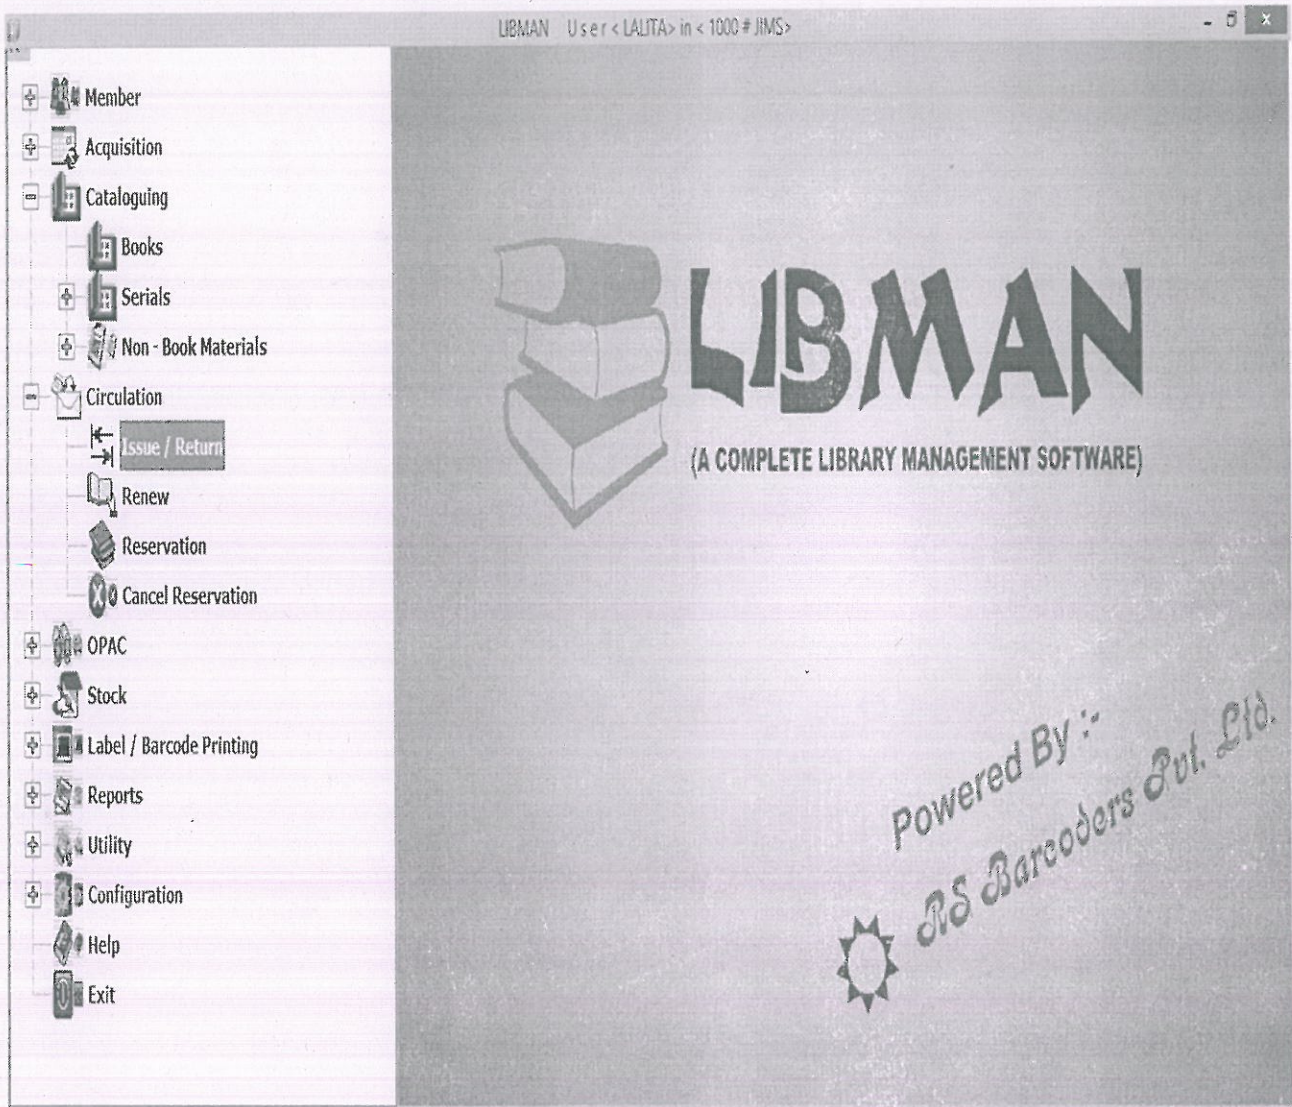 LIBMAN User < LALITA> in < 1000 # JIMS>
Member
Acquisition
Cataloguing
Books
Serials
Non - Book Materials
Circulation
Issue / Return
Renew
Reservation
Cancel Reservation
OPAC
Stock
Label / Barcode Printing
Reports
Utility
Configuration
Help
Exit
LIBMAN
(A COMPLETE LIBRARY MANAGEMENT SOFTWARE)
Powered By :-
RS Barcoders Pvt. Ltd.